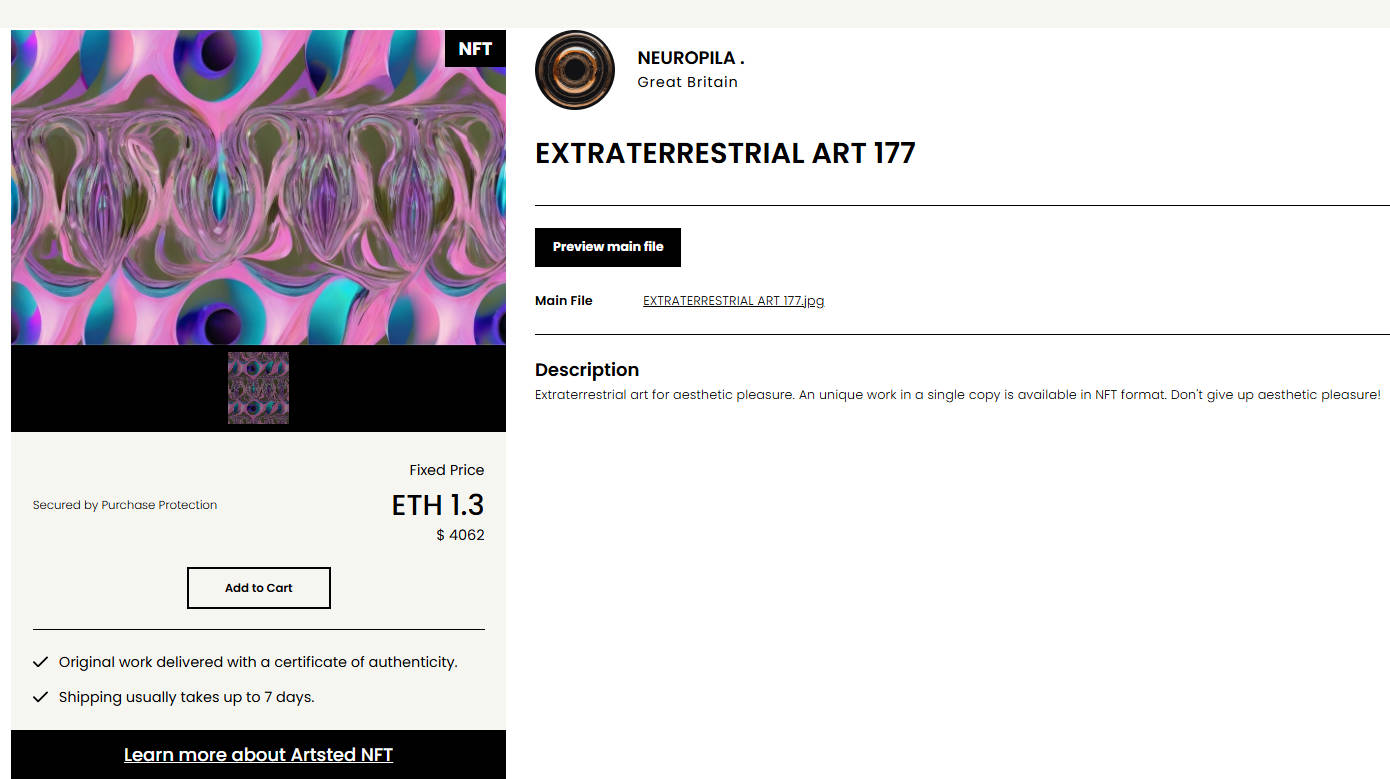 NFT
NEUROPILA .
Great Britain
EXTRATERRESTRIAL ART 177
Preview main file
Main File
EXTRATERRESTRIAL ART 177.jpg
Description
Extraterrestrial art for aesthetic pleasure. An unique work in a single copy is available in NFT format. Don't give up aesthetic pleasure!
Fixed Price
Secured by Purchase Protection
ETH 1.3
$ 4062
Add to Cart
Original work delivered with a certificate of authenticity.
Shipping usually takes up to 7 days.
Learn more about Artsted NFT